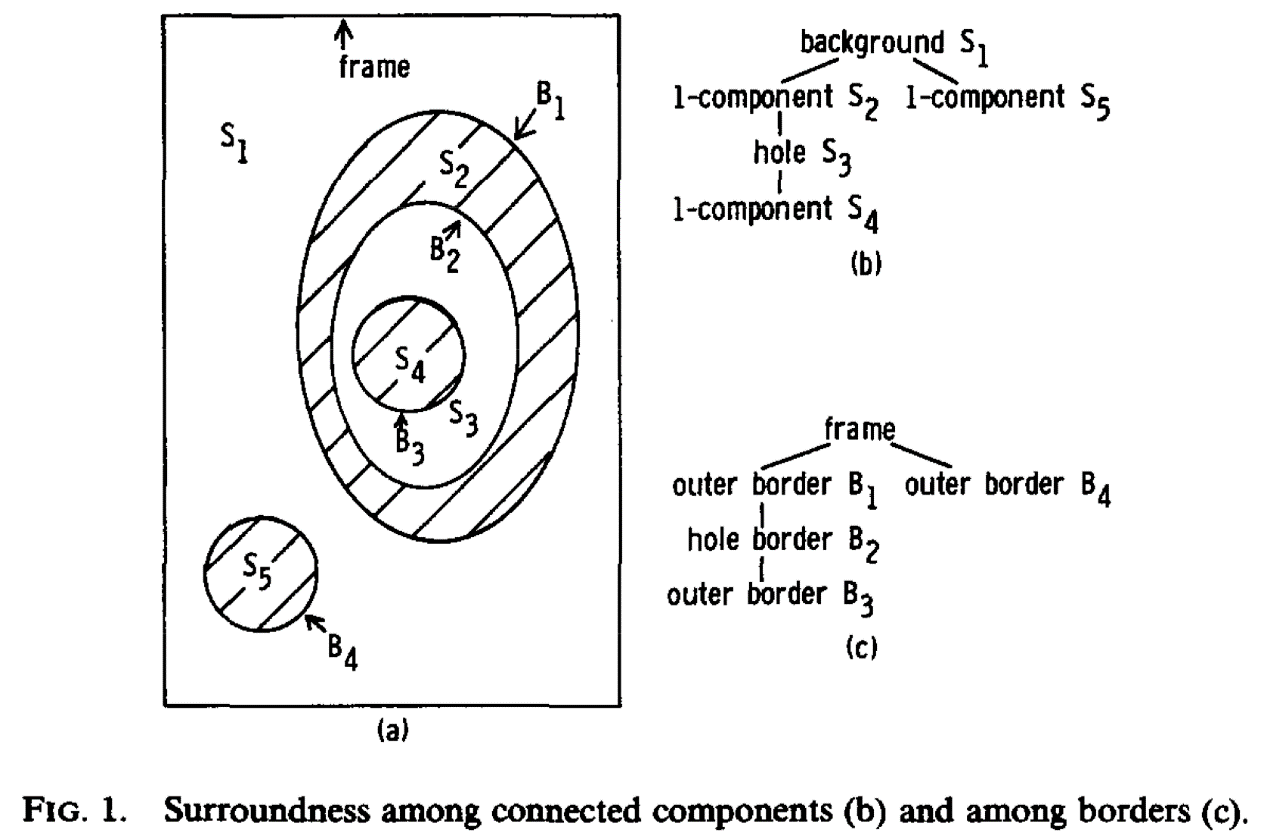 frame
B1
S1
S2
B2
S4
S3
B3
S5
B4
(a)
background S1
1-component S2 1-component S5
hole S3
1-component S4
(b)
frame
outer border B1 outer border B4
hole border B2
outer border B3
(c)
FIG. 1. Surroundness among connected components (b) and among borders (c).